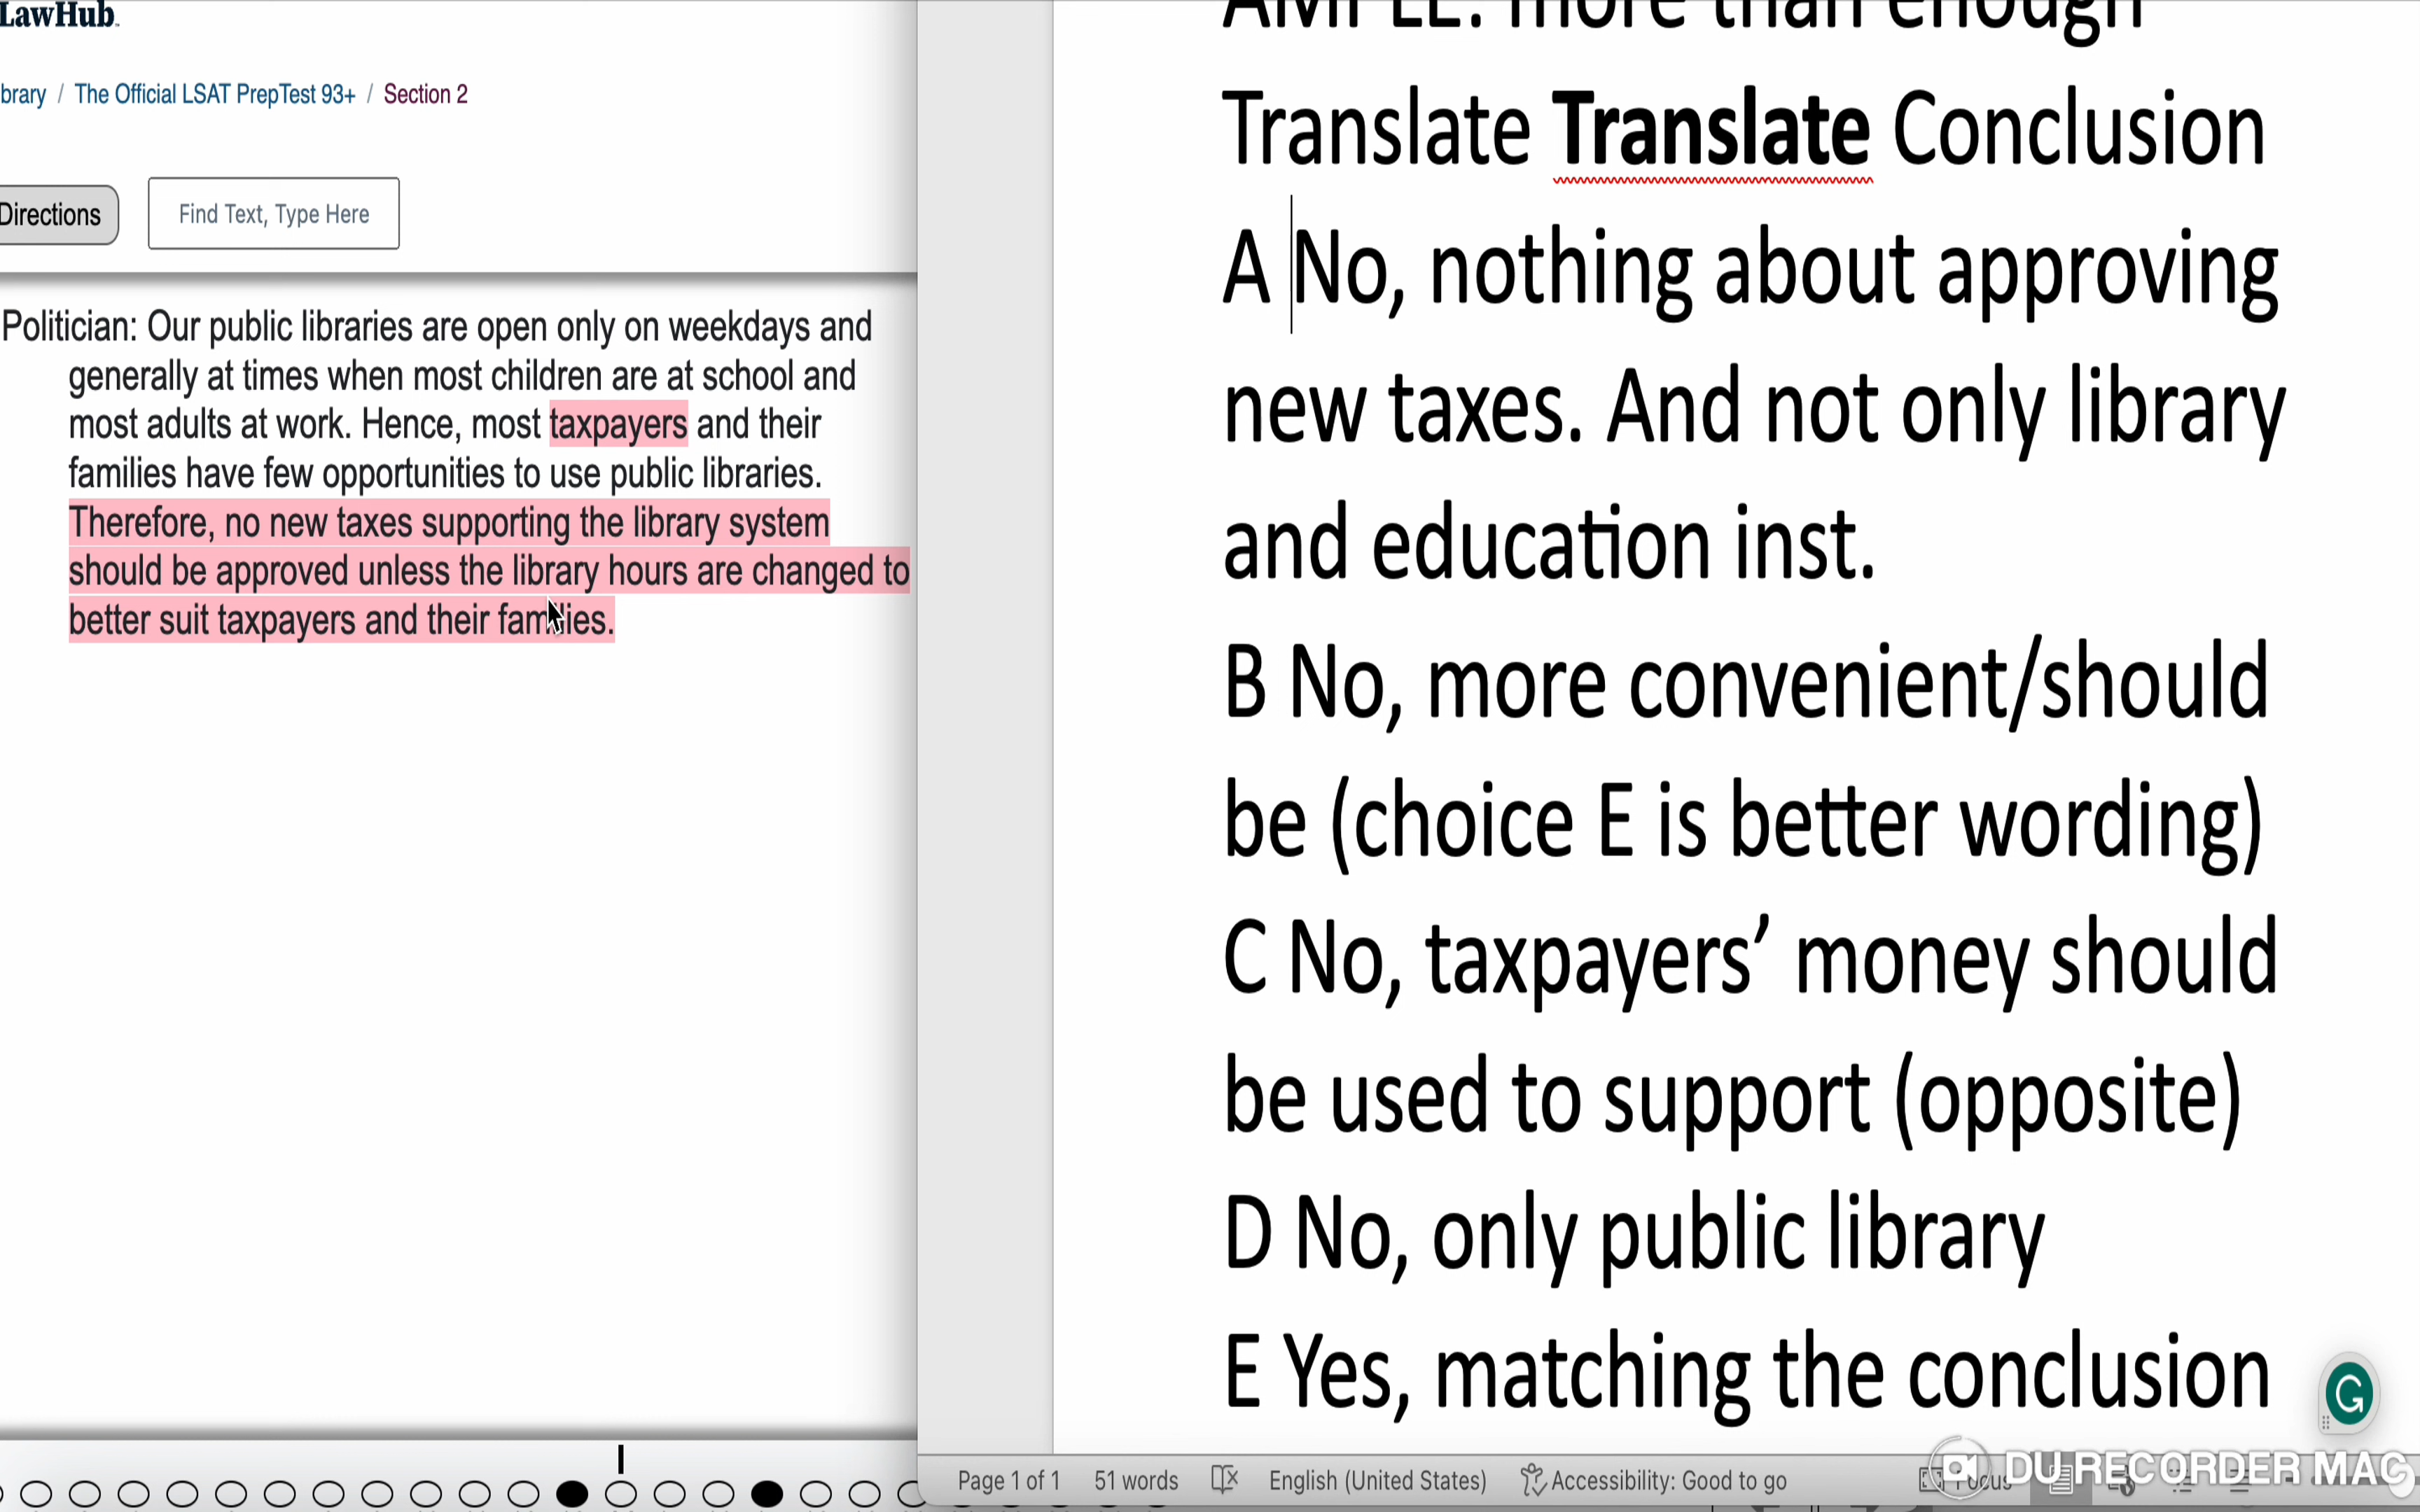 LawHub
brary / The Official LSAT PrepTest 93+ / Section 2
Directions
Find Text, Type Here
Politician: Our public libraries are open only on weekdays and
generally at times when most children are at school and
most adults at work. Hence, most taxpayers and their
families have few opportunities to use public libraries.
Therefore, no new taxes supporting the library system
should be approved unless the library hours are changed to
better suit taxpayers and their families.
AMPLE: more than enough
Translate Translate Conclusion
A No, nothing about approving
new taxes. And not only library
and education inst.
B No, more convenient/should
be (choice E is better wording)
C No, taxpayers’ money should
be used to support (opposite)
D No, only public library
E Yes, matching the conclusion
G
Page 1 of 1 51 words English (United States) Accessibility: Good to go Focus
DU RECORDER MAC